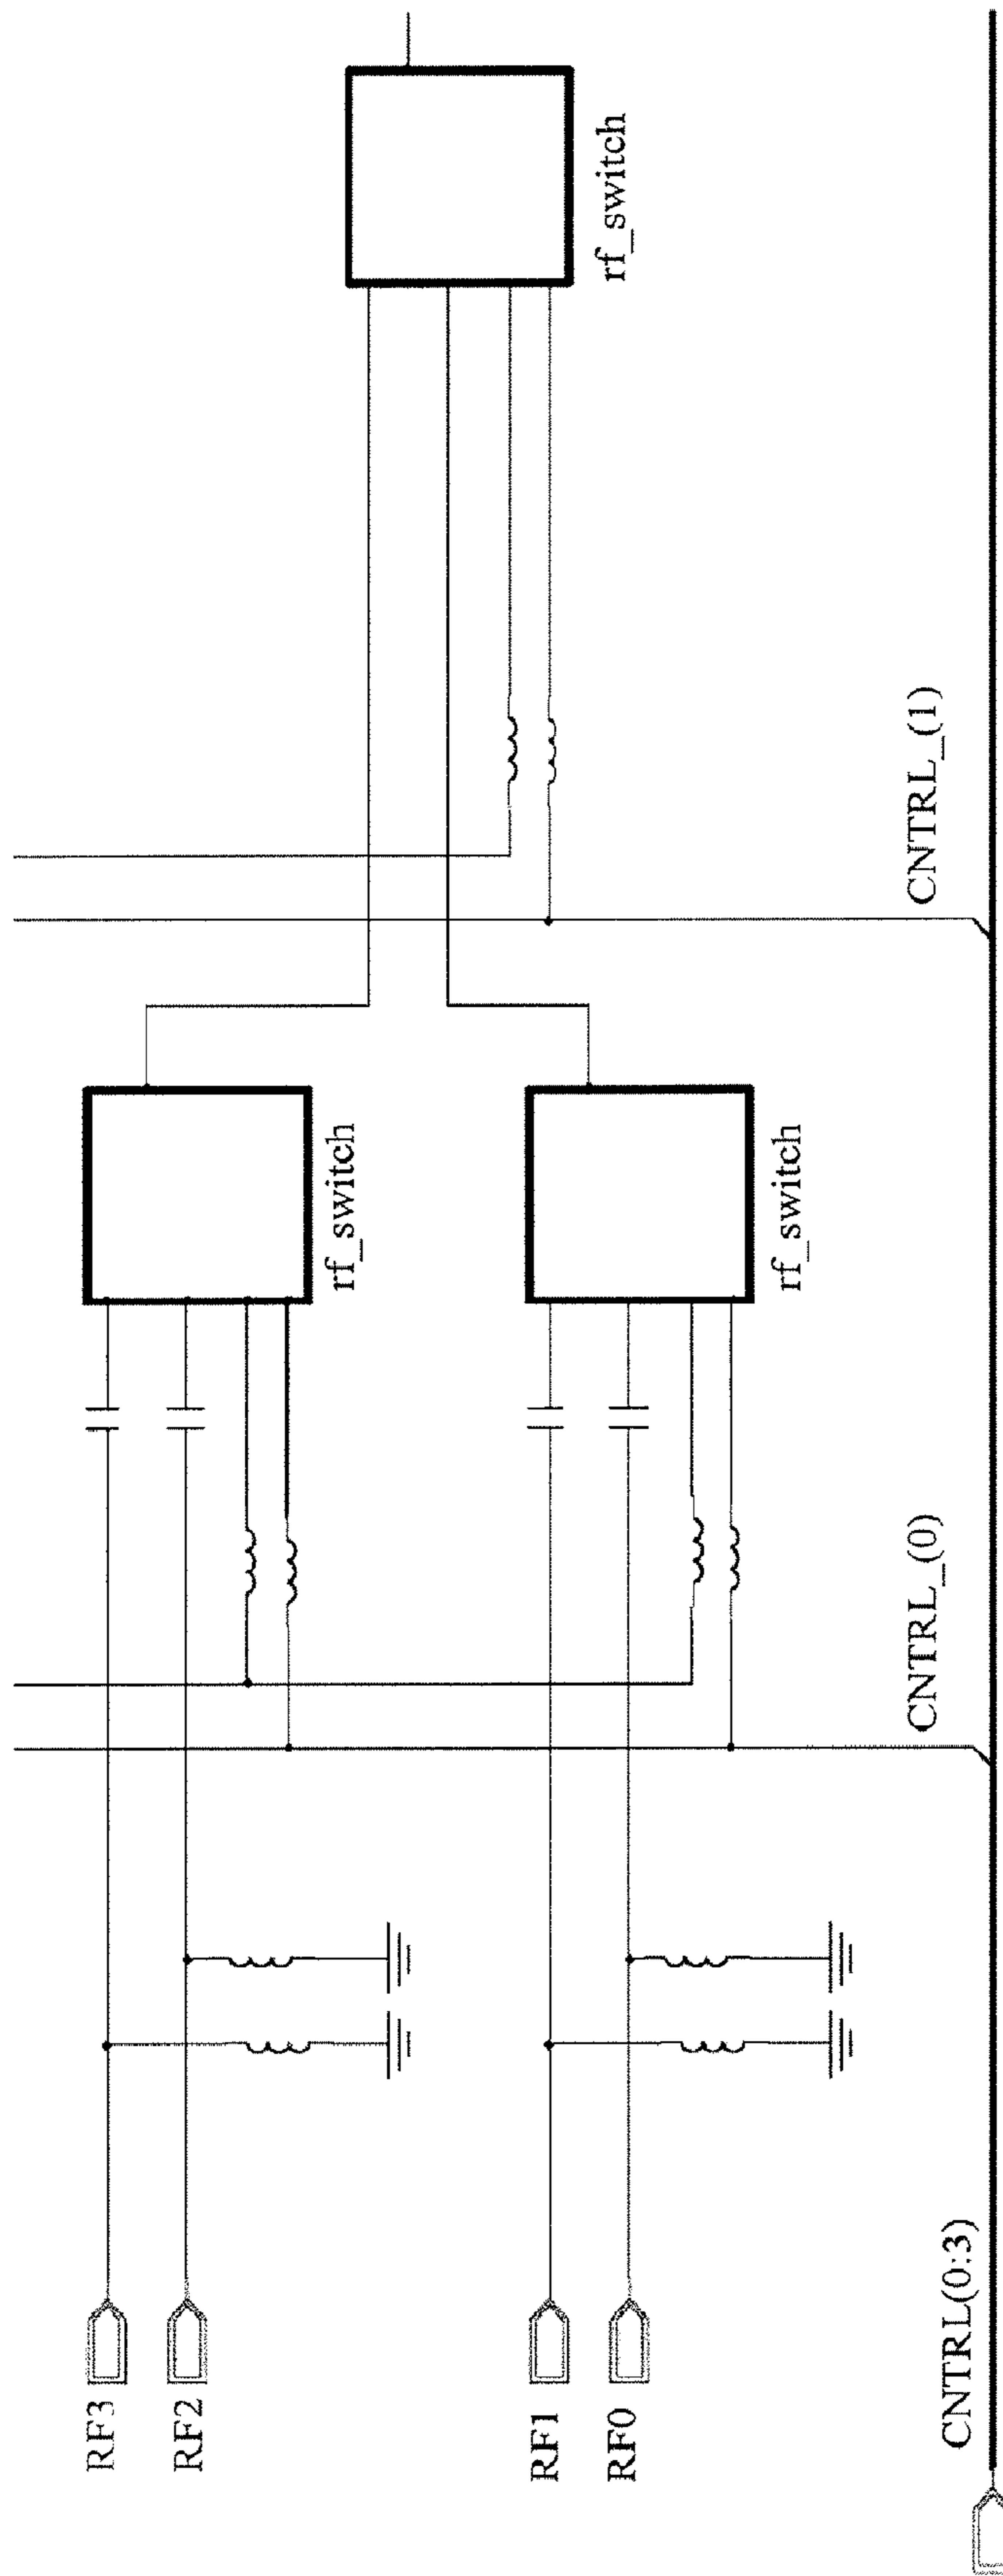 rf_switch
CNTRL_(1)
rf_switch
rf_switch
CNTRL_(0)
RF3
RF2
RF1
RF0
CNTRL(0:3)